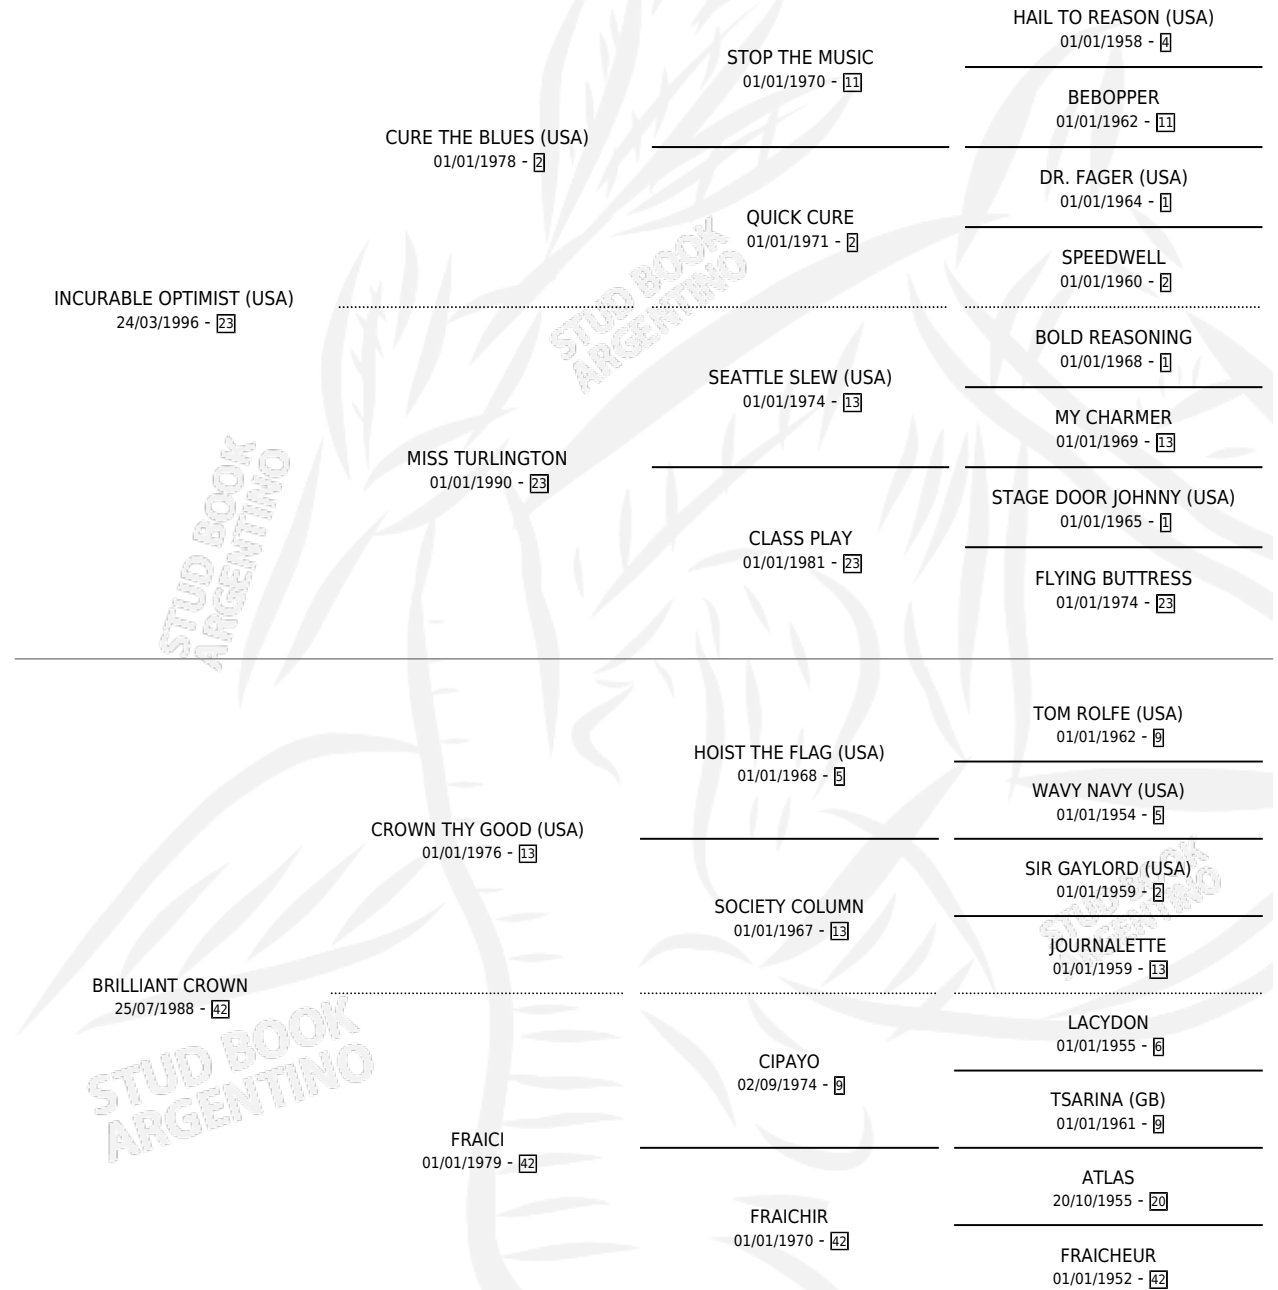 HAIL TO REASON (USA)
01/01/1958 - 4
STOP THE MUSIC
01/01/1970 - 11
BEBOPPER
01/01/1962 - 11
CURE THE BLUES (USA)
01/01/1978 - 2
DR. FAGER (USA)
01/01/1964 - 1
QUICK CURE
01/01/1971 - 2
SPEEDWELL
01/01/1960 - 2
INCURABLE OPTIMIST (USA)
24/03/1996 - 23
BOLD REASONING
01/01/1968 - 1
SEATTLE SLEW (USA)
01/01/1974 - 13
MY CHARMER
01/01/1969 - 13
MISS TURLINGTON
01/01/1990 - 23
STAGE DOOR JOHNNY (USA)
01/01/1965 - 1
CLASS PLAY
01/01/1981 - 23
FLYING BUTTRESS
01/01/1974 - 23
TOM ROLFE (USA)
01/01/1962 - 9
HOIST THE FLAG (USA)
01/01/1968 - 5
WAVY NAVY (USA)
01/01/1954 - 5
CROWN THY GOOD (USA)
01/01/1976 - 13
SIR GAYLORD (USA)
01/01/1959 - 2
SOCIETY COLUMN
01/01/1967 - 13
JOURNALETTE
01/01/1959 - 13
BRILLIANT CROWN
25/07/1988 - 42
LACYDON
01/01/1955 - 6
CIPAYO
02/09/1974 - 9
TSARINA (GB)
01/01/1961 - 9
FRAICI
01/01/1979 - 42
ATLAS
20/10/1955 - 20
FRAICHIR
01/01/1970 - 42
FRAICHEUR
01/01/1952 - 42
STUD BOOK
ARGENTINO
STUD BOOK
ARGENTINO
STUD BOOK
ARGENTINO
STUD BOOK
ARGENTINO